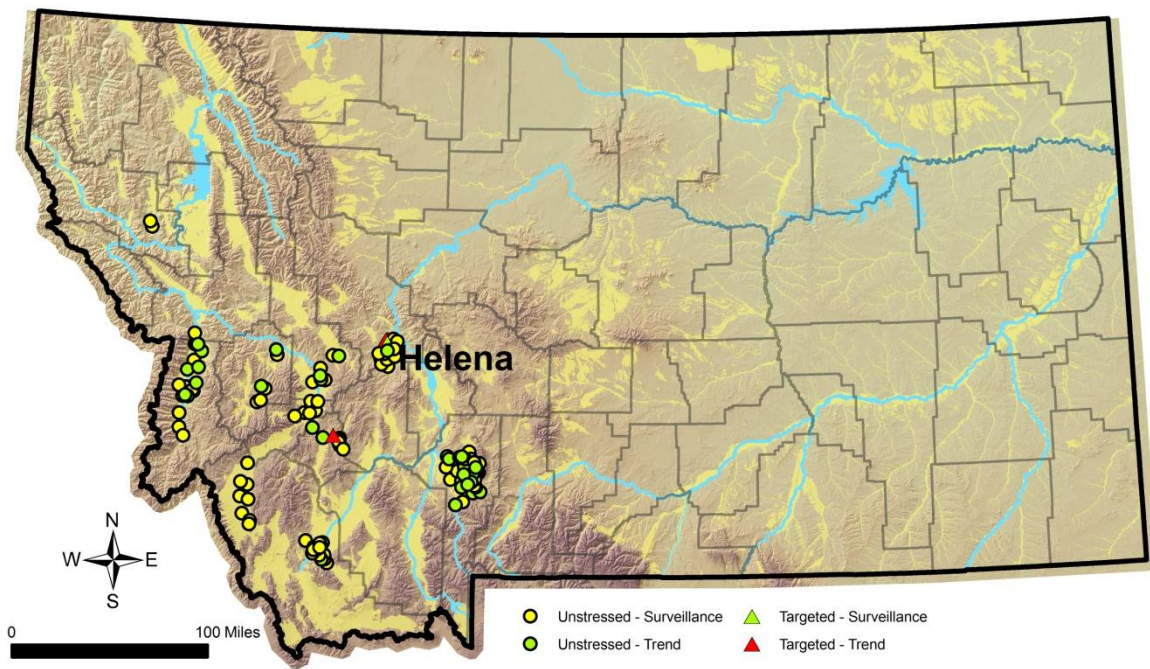 Helena
N
W E
S
0 100 Miles
Unstressed - Surveillance
Targeted - Surveillance
Unstressed - Trend
Targeted - Trend